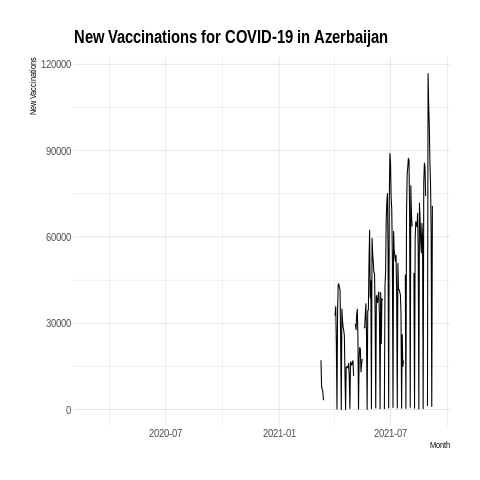 New Vaccinations for COVID-19 in Azerbaijan
New Vaccinations
120000
90000
60000
30000
0
2020-07 2021-01 2021-07
Month